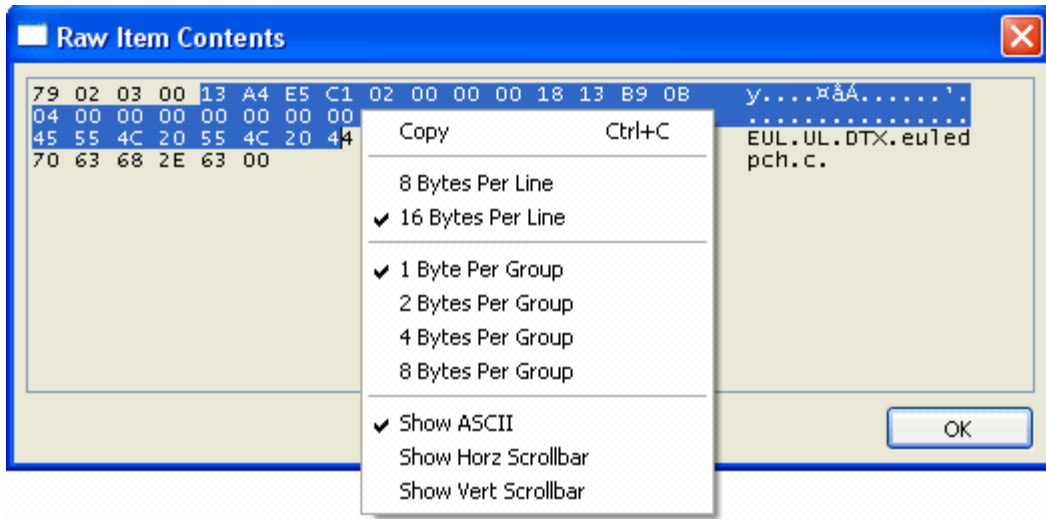 Raw Item Contents
79 02 03 00 13 A4 E5 C1 02 00 00 00 18 13 B9 0B y....¤åÁ......¹.
04 00 00 00 00 00 00 00 ................
45 55 4C 20 55 4C 20 44 EUL.UL.DTX.euled
70 63 68 2E 63 00 pch.c.
Copy Ctrl+C
8 Bytes Per Line
16 Bytes Per Line
1 Byte Per Group
2 Bytes Per Group
4 Bytes Per Group
8 Bytes Per Group
Show ASCII
Show Horz Scrollbar
Show Vert Scrollbar
OK